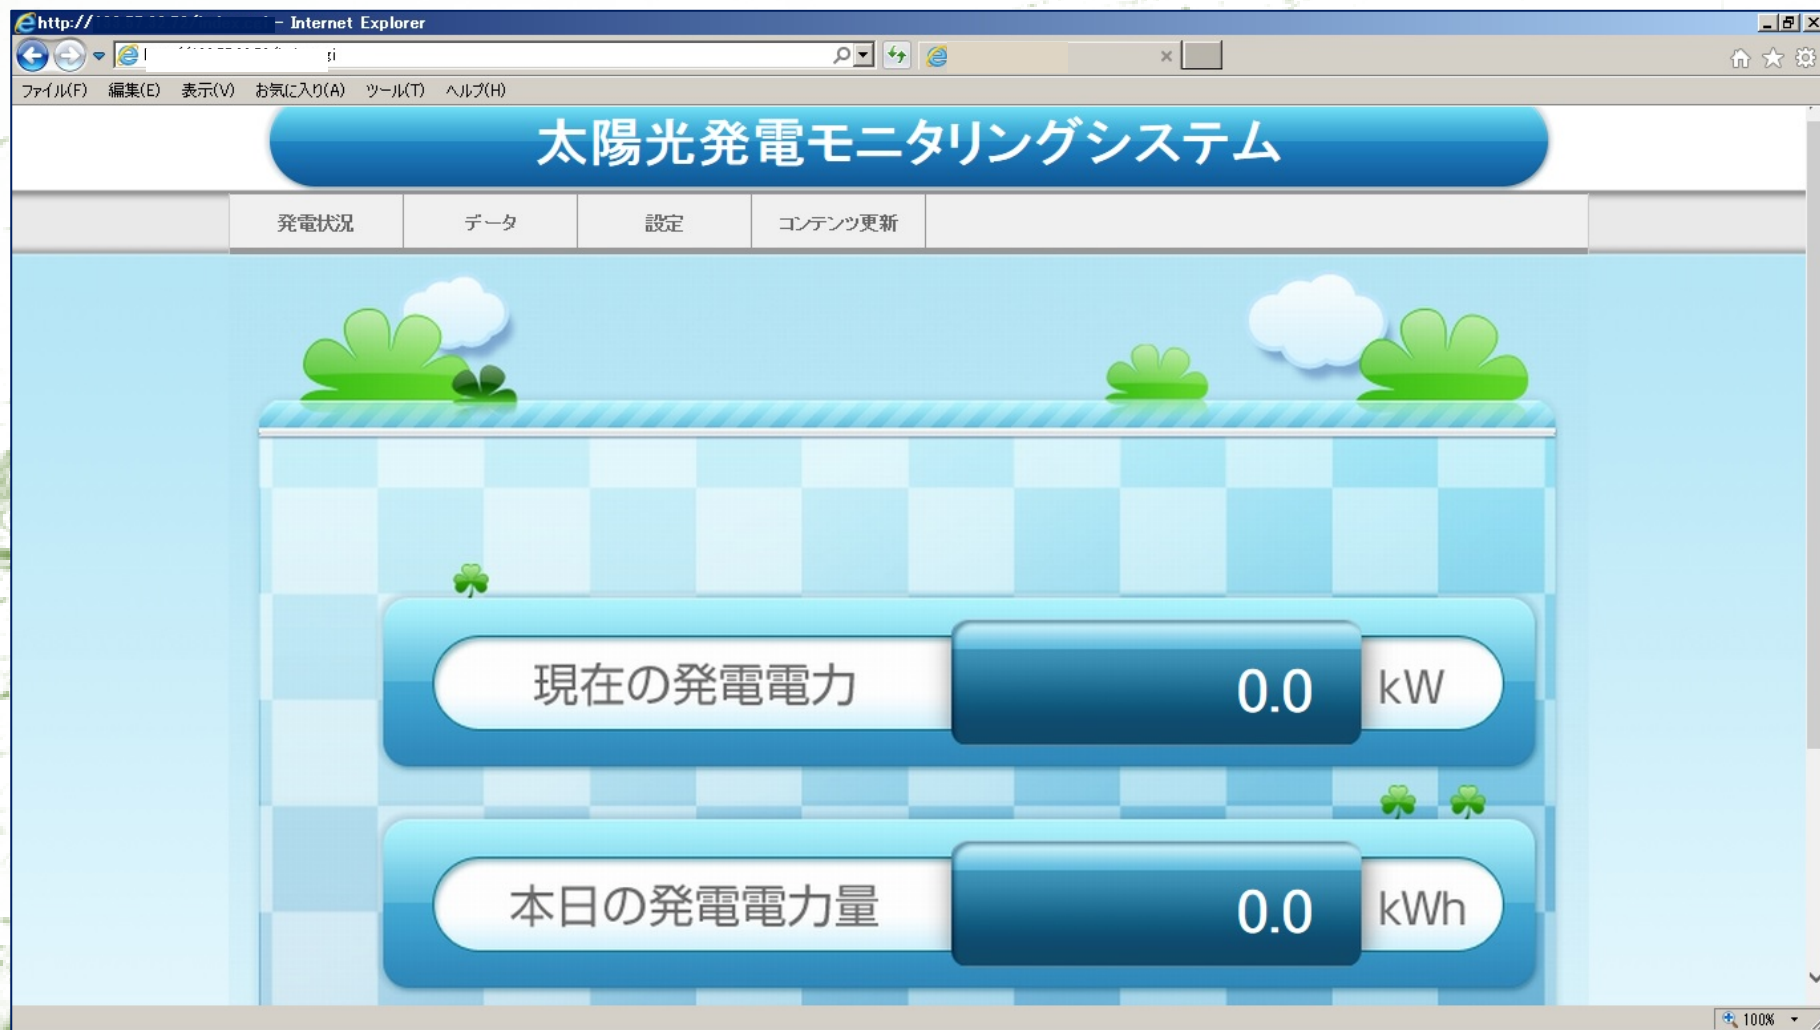 http:// - Internet Explorer
ファイル(F) 編集(E) 表示(V) お気に入り(A) ツール(T) ヘルプ(H)
太陽光発電モニタリングシステム
発電状況 データ 設定 コンテンツ更新
現在の発電電力 0.0 kW
本日の発電電力量 0.0 kWh
100%